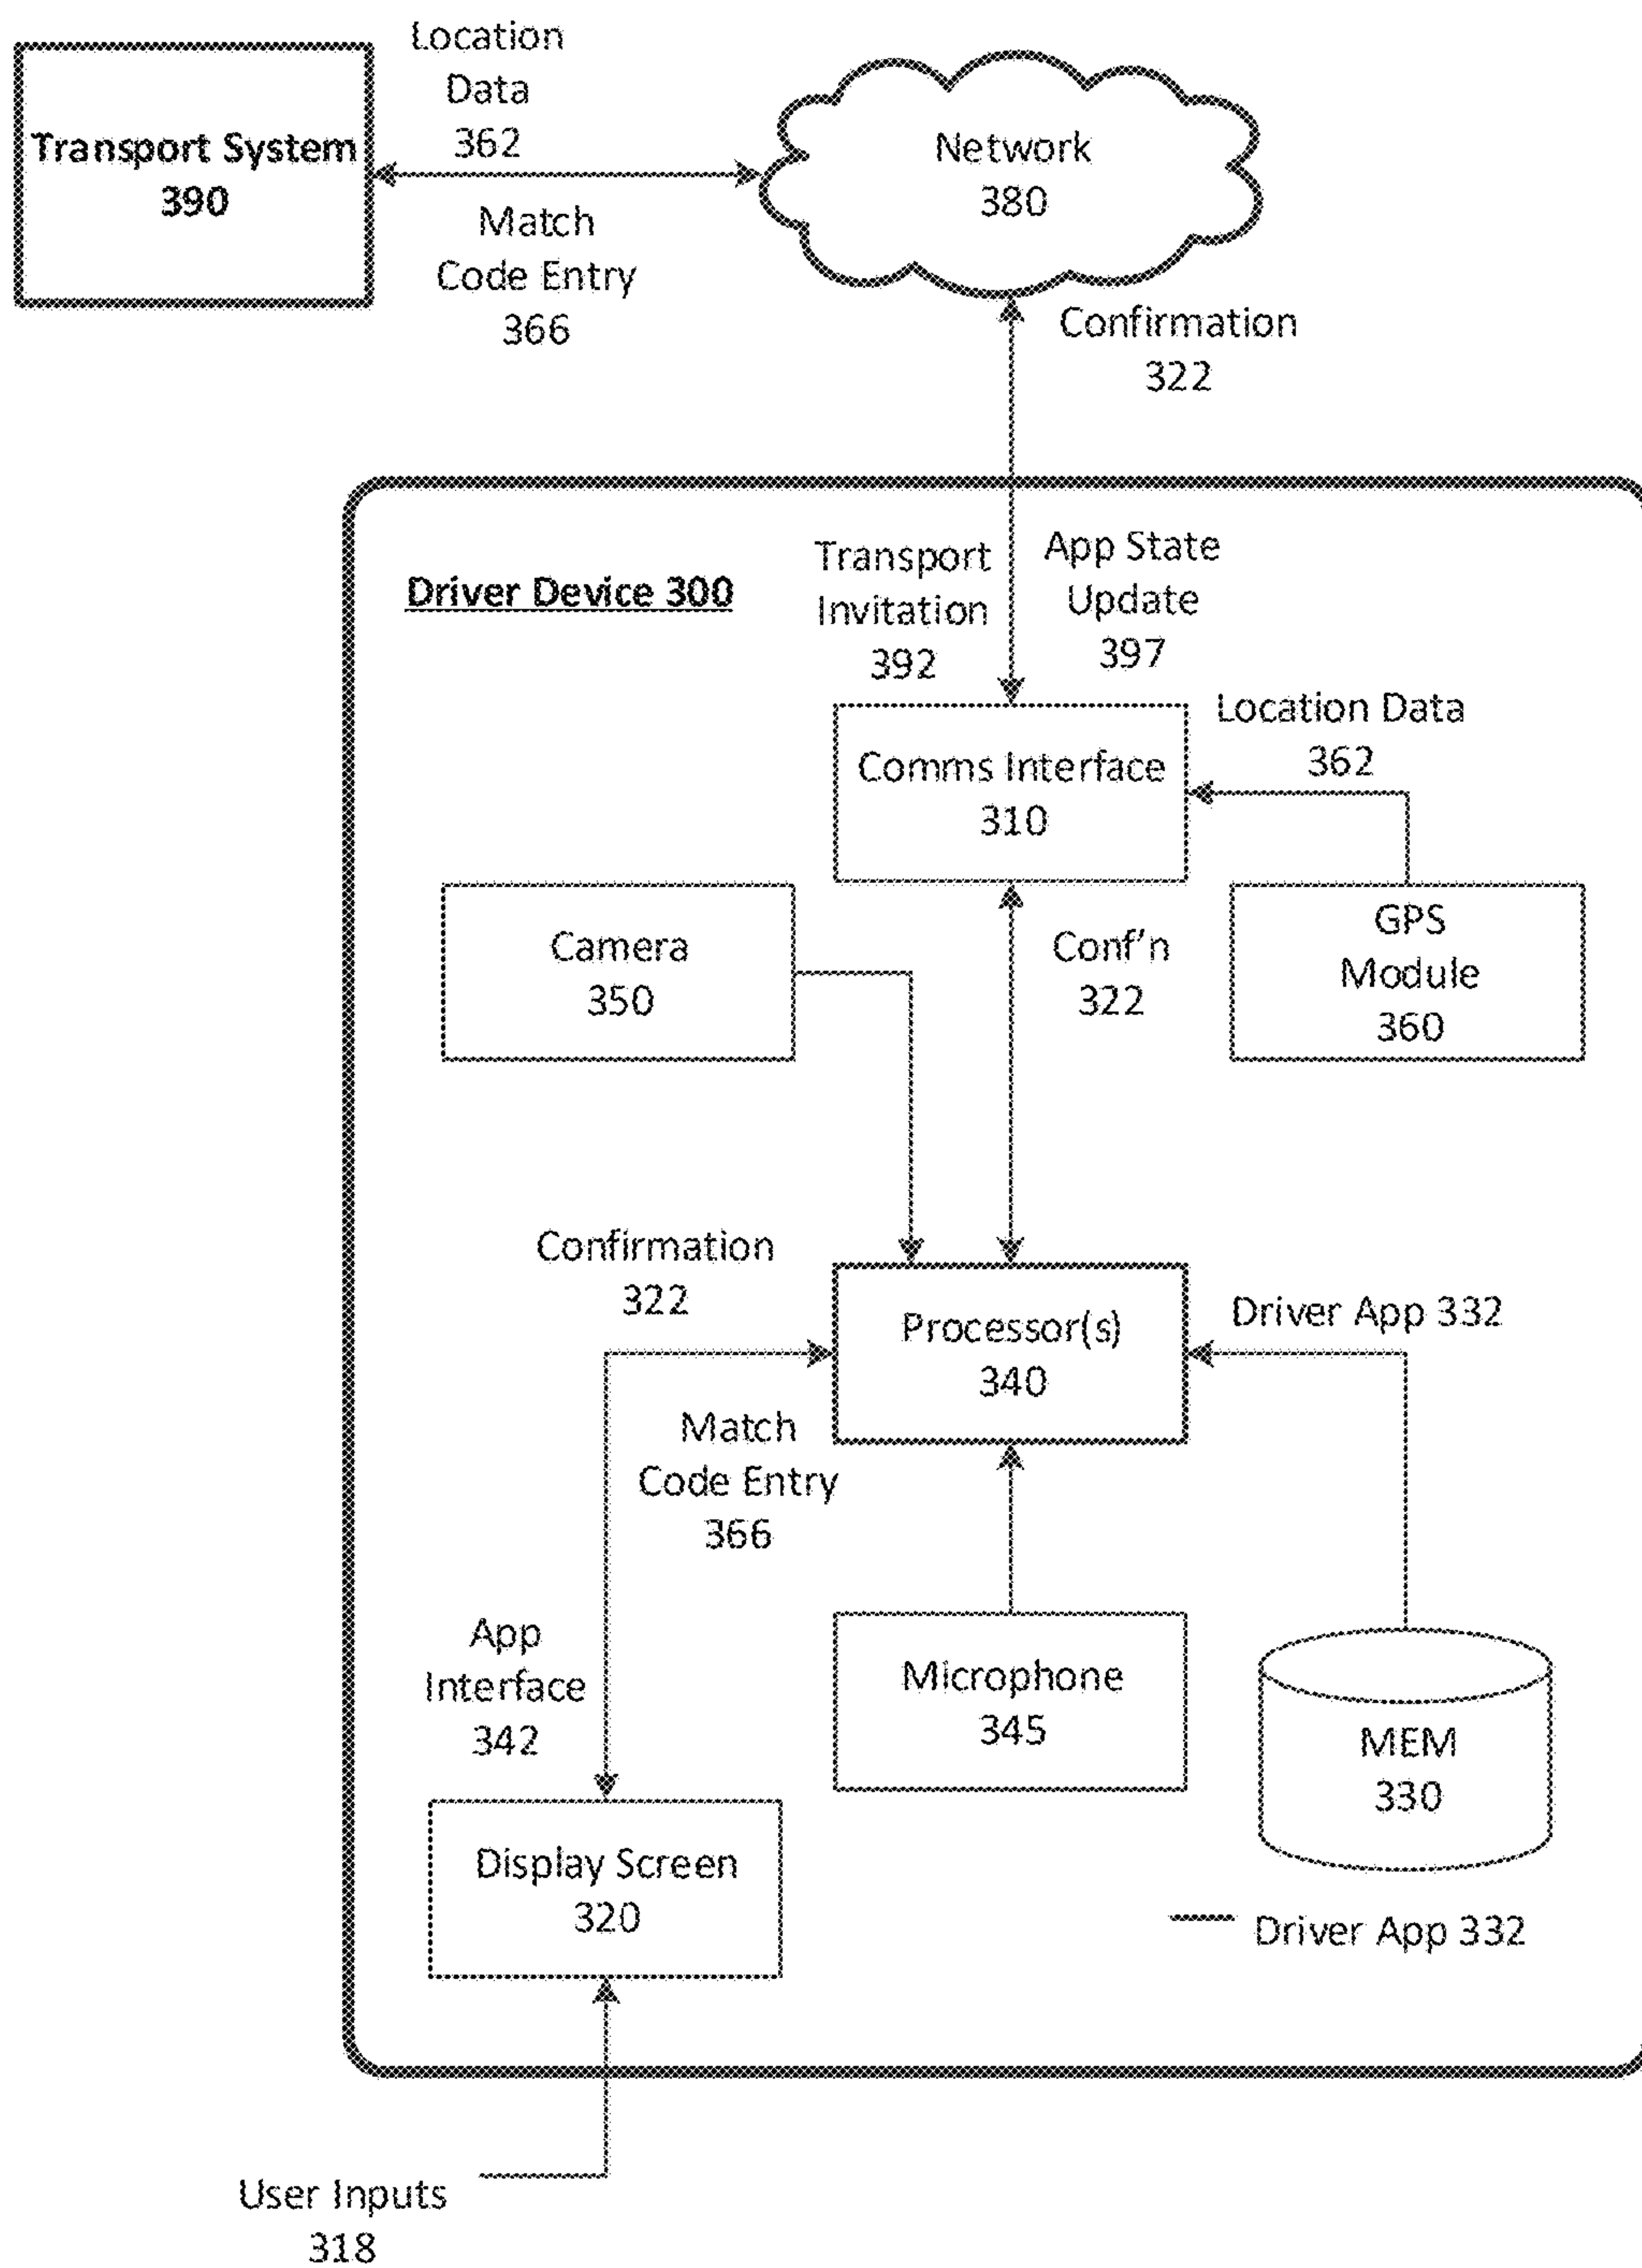 Location
Data
362
Transport System
390
Match
Code Entry
366
Network
380
Confirmation
322
Driver Device 300
Transport
Invitation
392
App State
Update
397
Comms Interface
310
Location Data
362
Camera
350
Conf'n
322
GPS
Module
360
Confirmation
322
Processor(s)
340
Driver App 332
Match
Code Entry
366
App
Interface
342
Microphone
345
MEM
330
Display Screen
320
Driver App 332
User Inputs
318